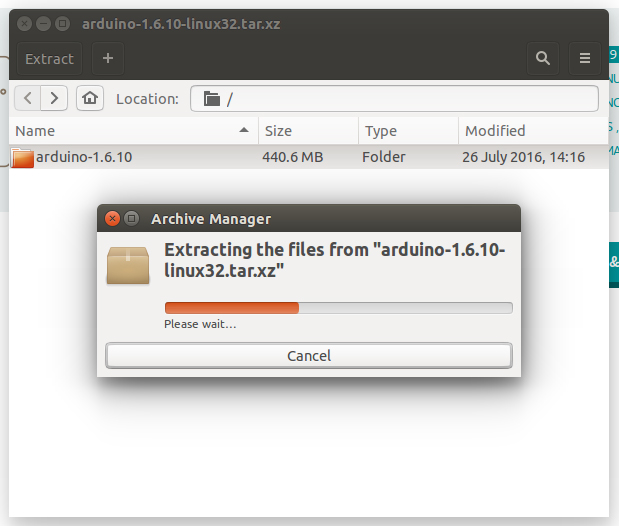 arduino-1.6.10-linux32.tar.xz
Extract +
Location: /
Name Size Type Modified
arduino-1.6.10 440.6 MB Folder 26 July 2016, 14:16
Archive Manager
Extracting the files from "arduino-1.6.10-
linux32.tar.xz"
Please wait...
Cancel